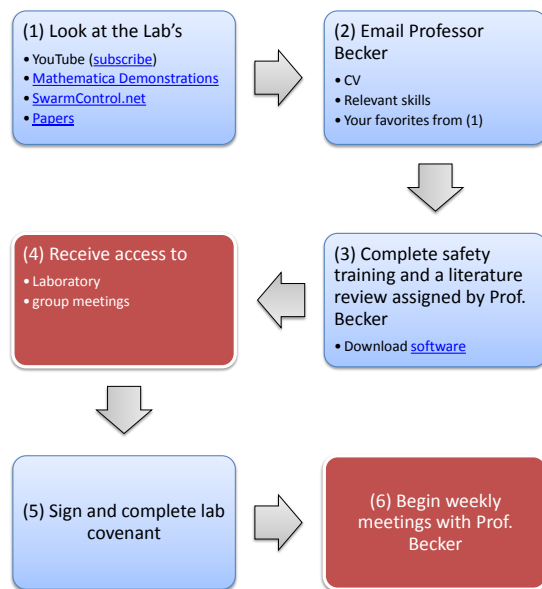 (1) Look at the Lab's
• YouTube (subscribe)
• Mathematica Demonstrations
• SwarmControl.net
• Papers
(2) Email Professor
Becker
• CV
• Relevant skills
• Your favorites from (1)
(3) Complete safety
training and a literature
review assigned by Prof.
Becker
• Download software
(4) Receive access to
• Laboratory
• group meetings
(5) Sign and complete lab
covenant
(6) Begin weekly
meetings with Prof.
Becker